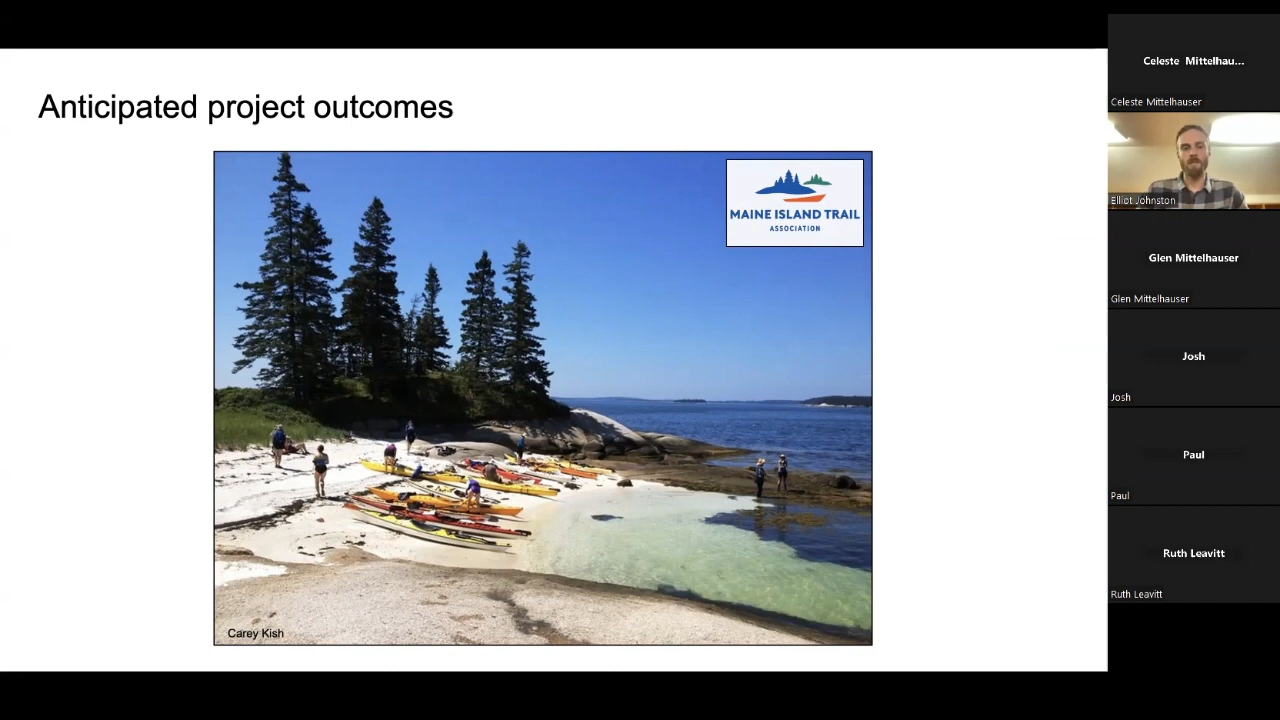 Anticipated project outcomes
MAINE ISLAND TRAIL
ASSOCIATION
Carey Kish
Celeste Mittelhau...
Celeste Mittelhauser
Elliot Johnston
Glen Mittelhauser
Glen Mittelhauser
Josh
Josh
Paul
Paul
Ruth Leavitt
Ruth Leavitt